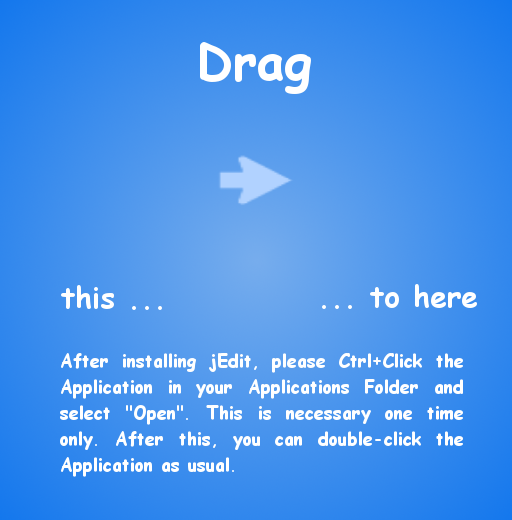 Drag
this ...
... to here
After installing jEdit, please Ctrl+Click the
Application in your Applications Folder and
select "Open". This is necessary one time
only. After this, you can double-click the
Application as usual.